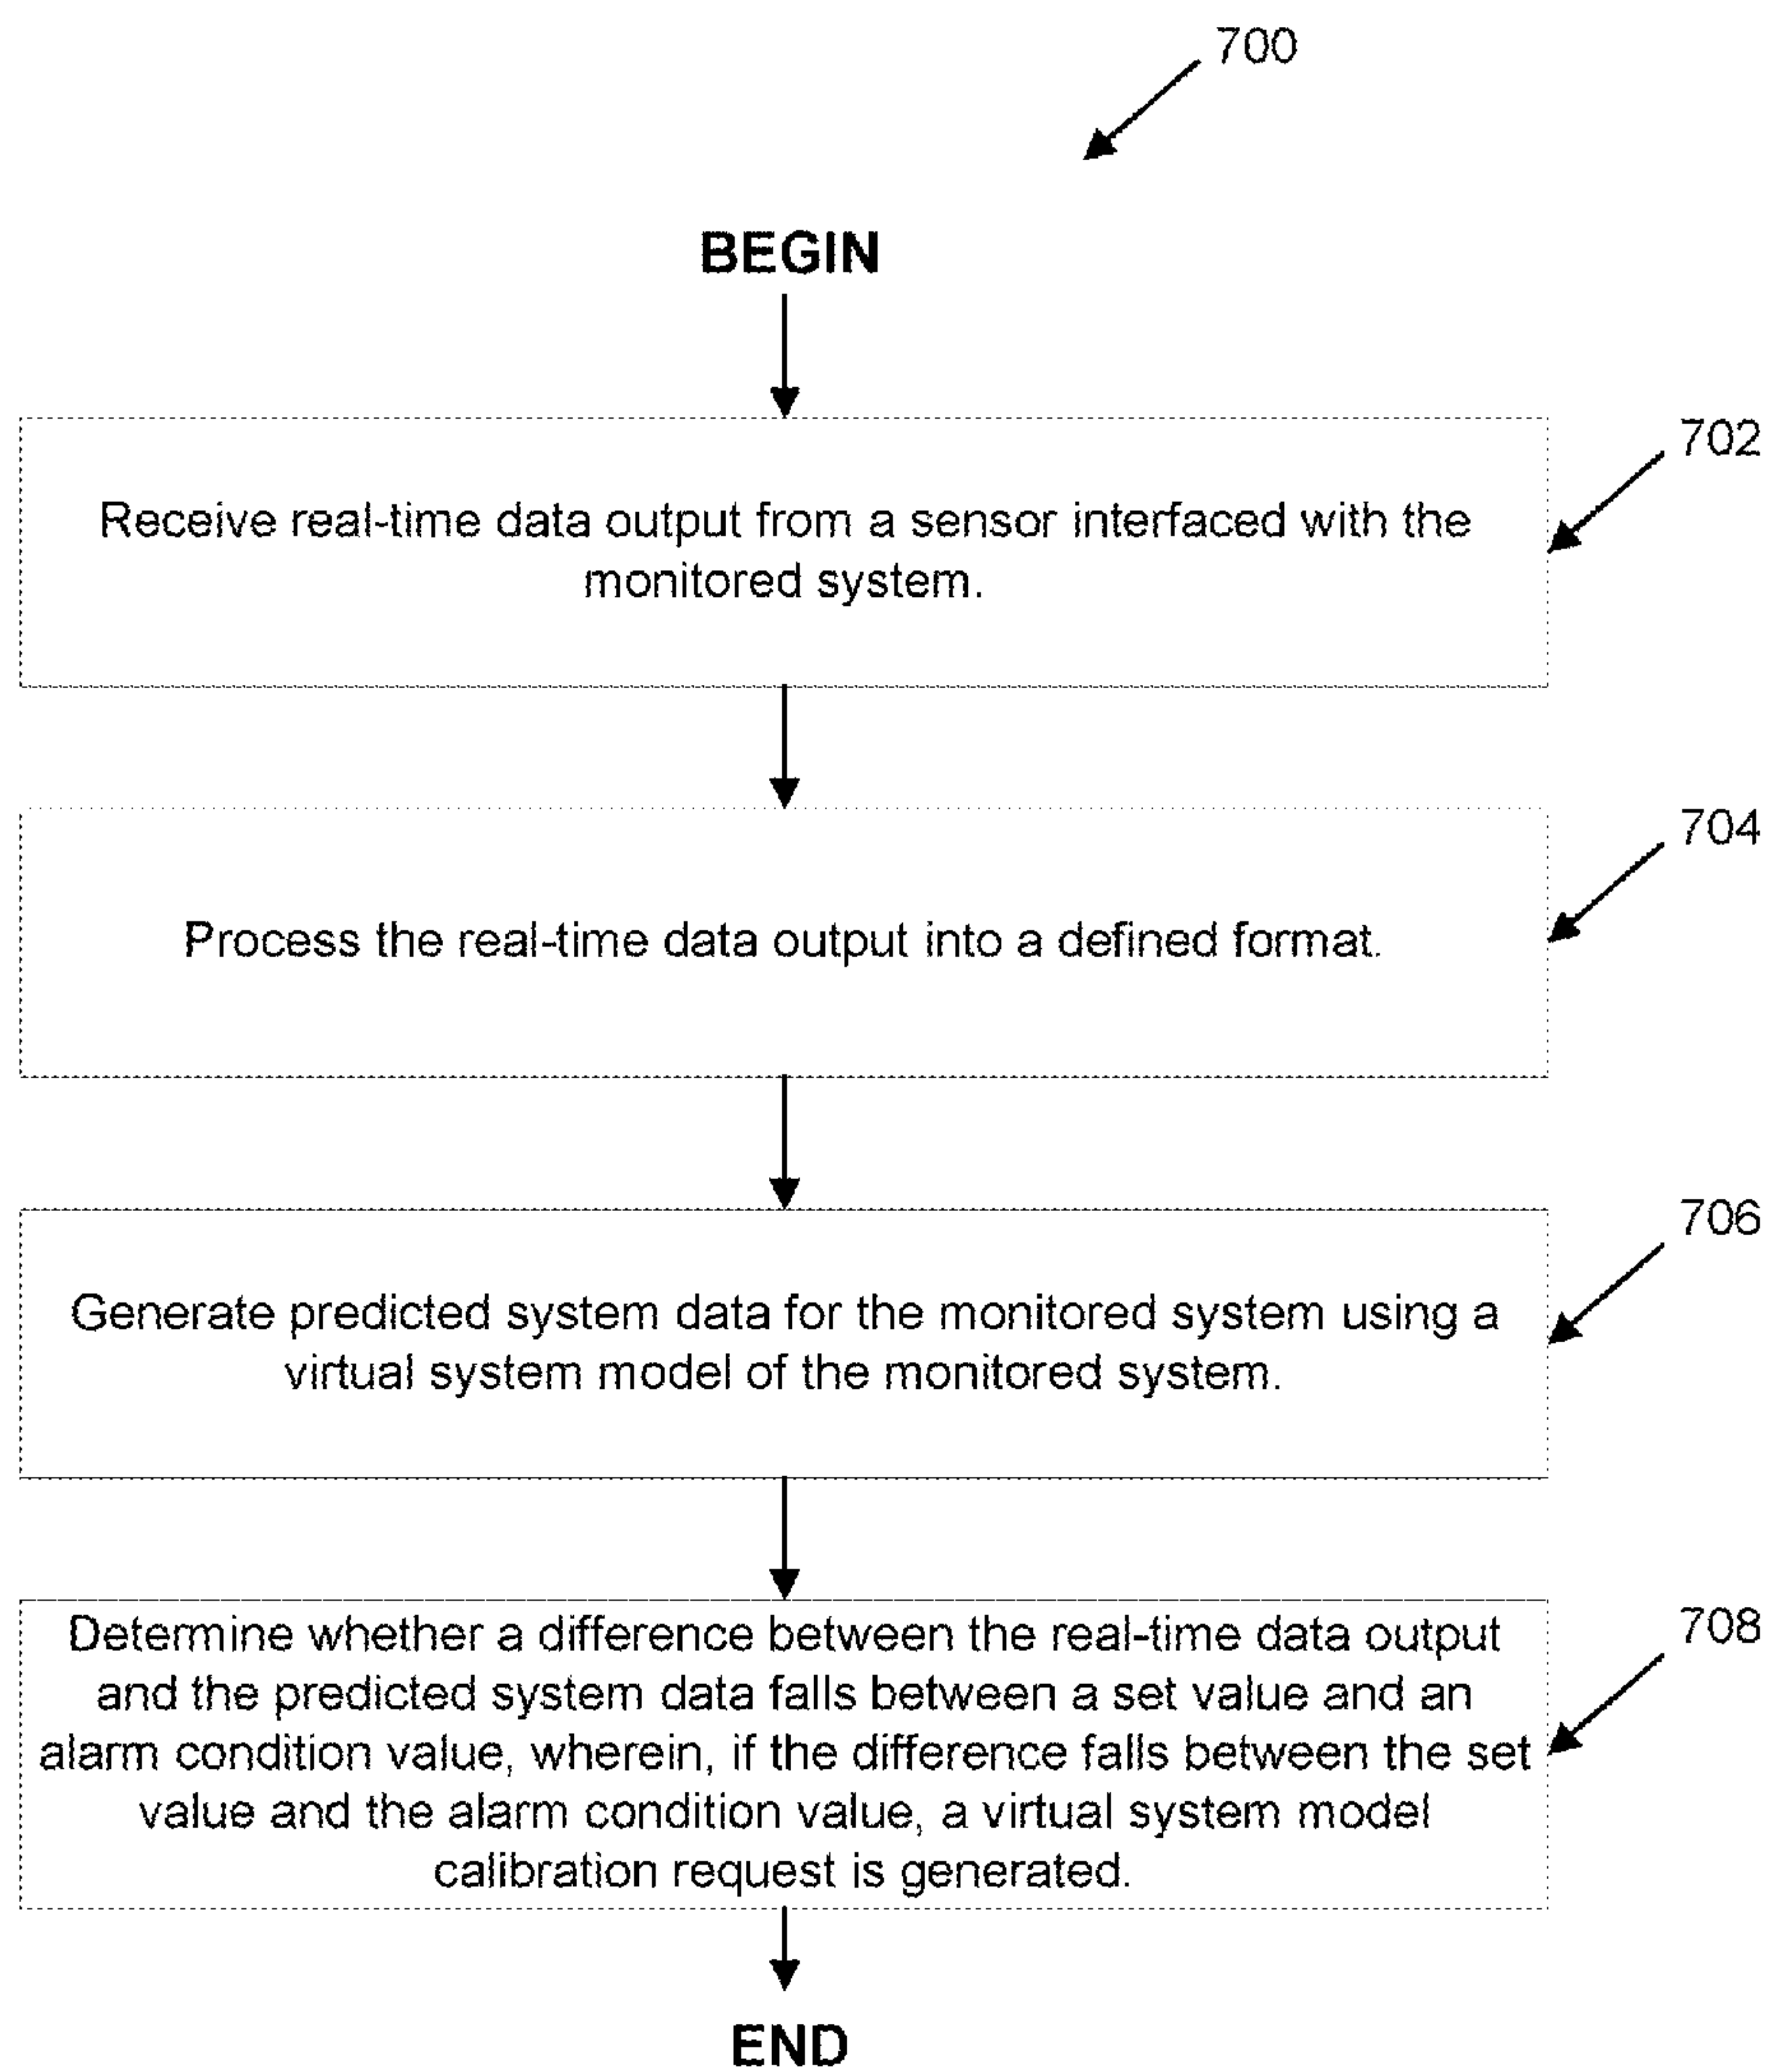 700
BEGIN
702
Receive real-time data output from a sensor interfaced with the
monitored system.
704
Process the real-time data output into a defined format.
706
Generate predicted system data for the monitored system using a
virtual system model of the monitored system.
708
Determine whether a difference between the real-time data output
and the predicted system data falls between a set value and an
alarm condition value, wherein, if the difference falls between the set
value and the alarm condition value, a virtual system model
calibration request is generated.
END